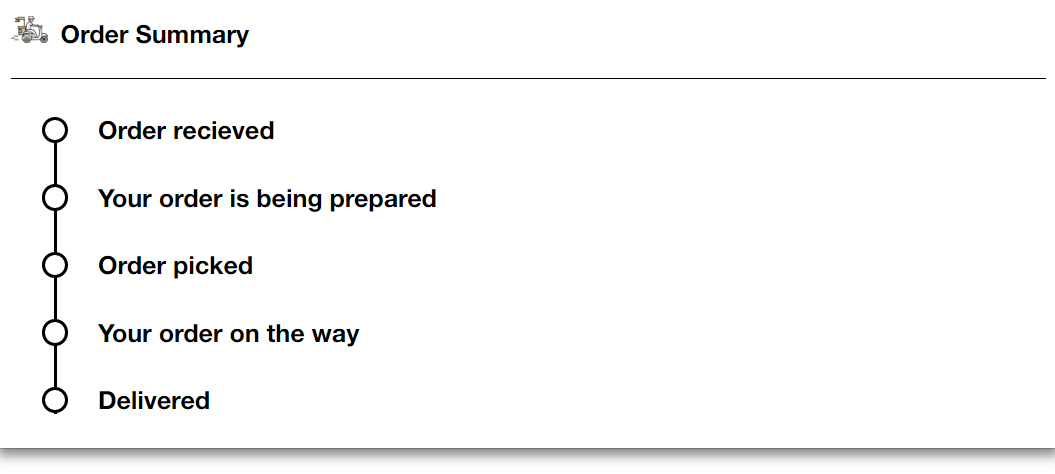 Order Summary
Order recieved
Your order is being prepared
Order picked
Your order on the way
Delivered